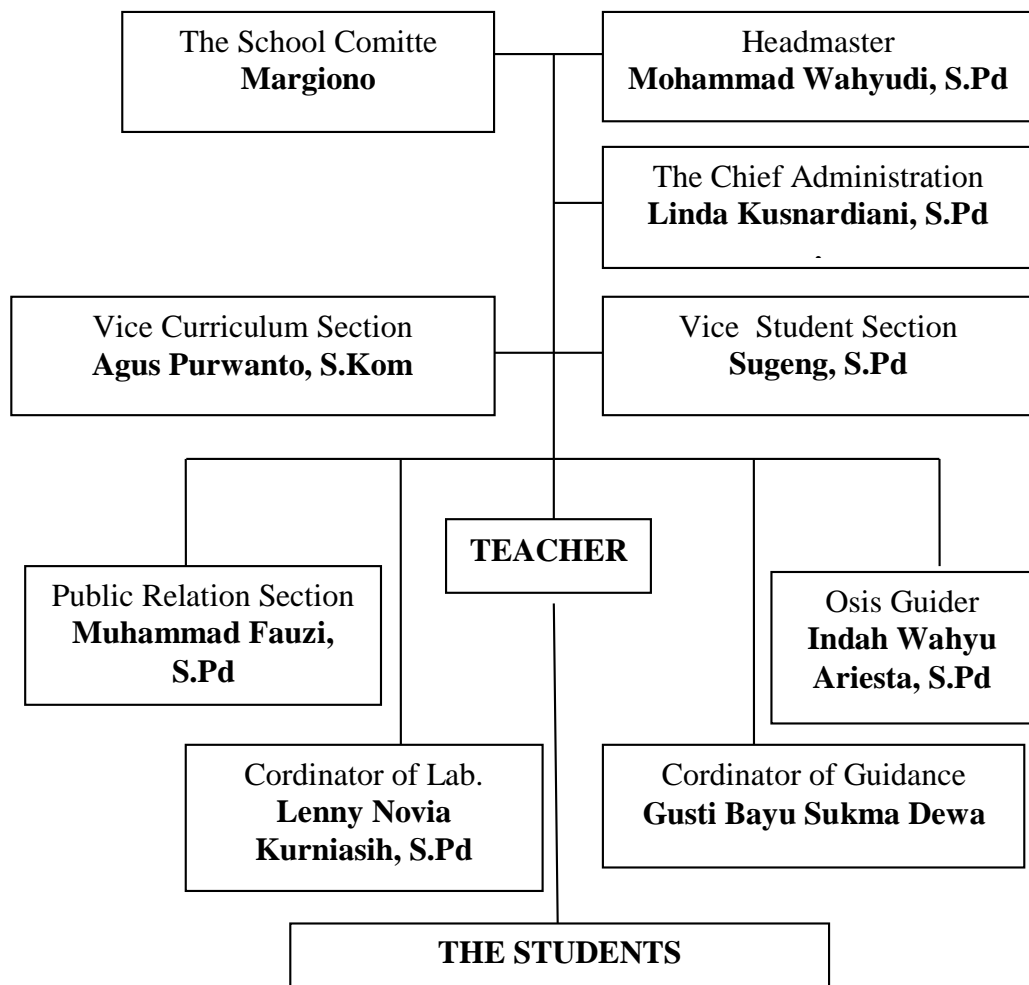 The School Comitte
Margiono
Headmaster
Mohammad Wahyudi, S.Pd
The Chief Administration
Linda Kusnardiani, S.Pd
.
Vice Curriculum Section
Agus Purwanto, S.Kom
Vice  Student Section
Sugeng, S.Pd
TEACHER
Public Relation Section
Muhammad Fauzi,
S.Pd
Osis Guider
Indah Wahyu
Ariesta, S.Pd
Cordinator of Lab.
Lenny Novia
Kurniasih, S.Pd
Cordinator of Guidance
Gusti Bayu Sukma Dewa
THE STUDENTS